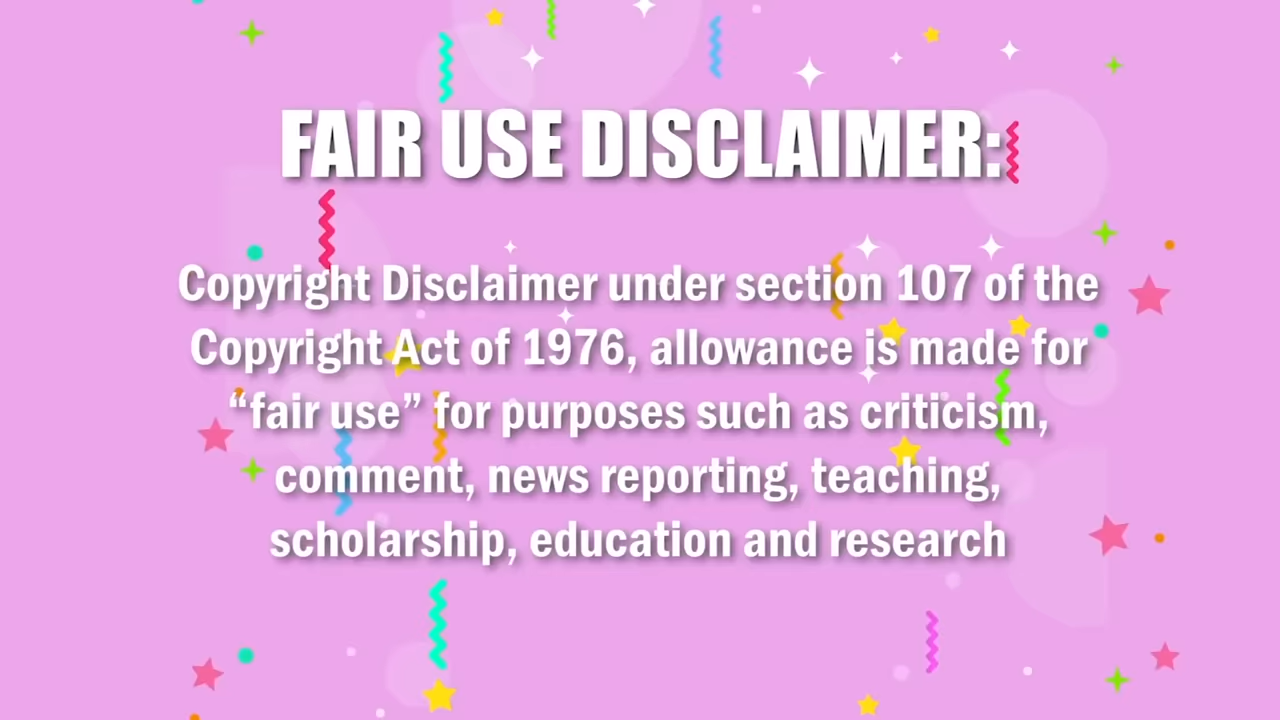 FAIR USE DISCLAIMER:
Copyright Disclaimer under section 107 of the
Copyright Act of 1976, allowance is made for
“fair use” for purposes such as criticism,
comment, news reporting, teaching,
scholarship, education and research